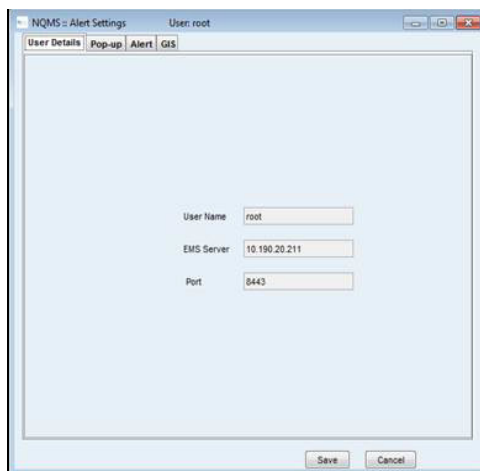 NQMS :: Alert Settings User: root
User Details Pop-up Alert GIS
User Name root
EMS Server 10.190.20.211
Port 8443
Save Cancel